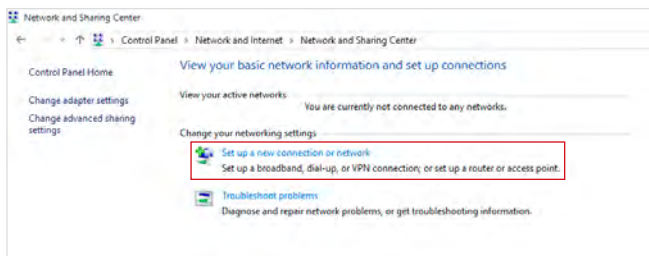 Network and Sharing Center
Control Panel > Network and Internet > Network and Sharing Center
Control Panel Home
Change adapter settings
Change advanced sharing
settings
View your basic network information and set up connections
View your active networks
You are currently not connected to any networks.
Change your networking settings
Set up a new connection or network
Set up a broadband, dial-up, or VPN connection; or set up a router or access point.
Troubleshoot problems
Diagnose and repair network problems, or get troubleshooting information.